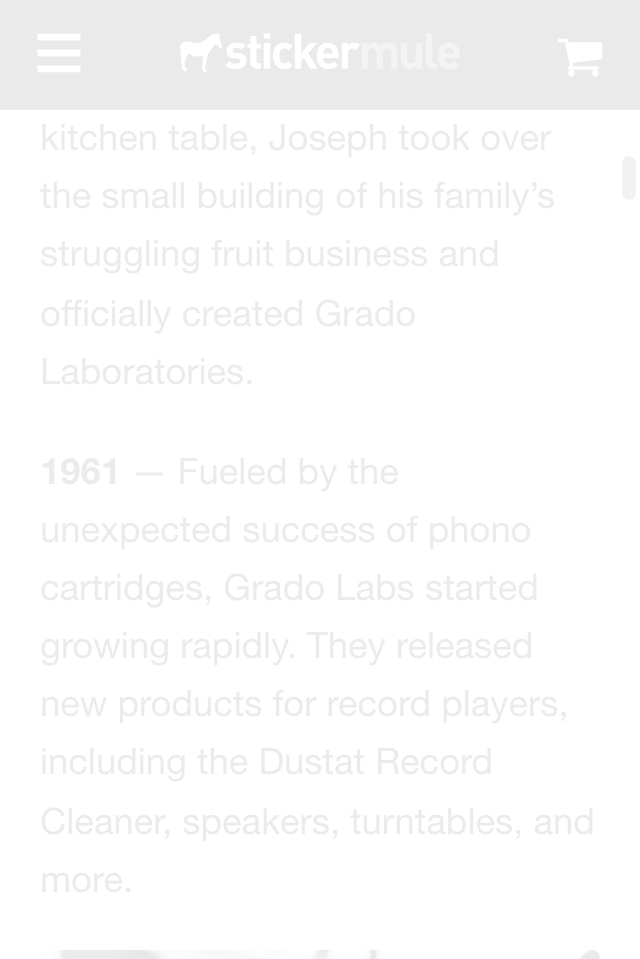 stickermule
kitchen table, Joseph took over
the small building of his family’s
struggling fruit business and
officially created Grado
Laboratories.
1961 — Fueled by the
unexpected success of phono
cartridges, Grado Labs started
growing rapidly. They released
new products for record players,
including the Dustat Record
Cleaner, speakers, turntables, and
more.